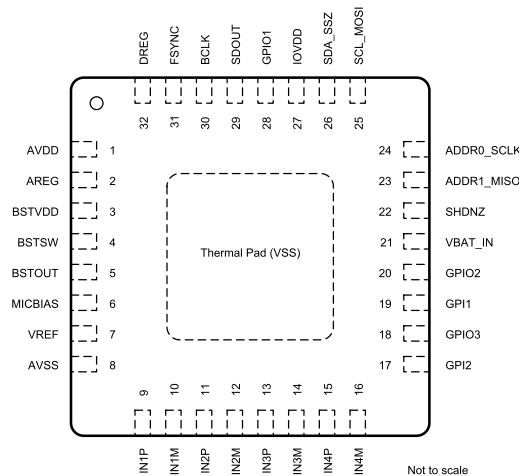 DREG
FSYNC
BCLK
SDOUT
GPIO1
IOVDD
SDA_SSZ
SCL_MOSI
32
31
30
29
28
27
26
25
AVDD 1
AREG 2
BSTVDD 3
BSTSW 4
BSTOUT 5
MICBIAS 6
VREF 7
AVSS 8
Thermal Pad (VSS)
24 ADDR0_SCLK
23 ADDR1_MISO
22 SHDNZ
21 VBAT_IN
20 GPIO2
19 GPI1
18 GPIO3
17 GPI2
9
10
11
12
13
14
15
16
IN1P
IN1M
IN2P
IN2M
IN3P
IN3M
IN4P
IN4M
Not to scale